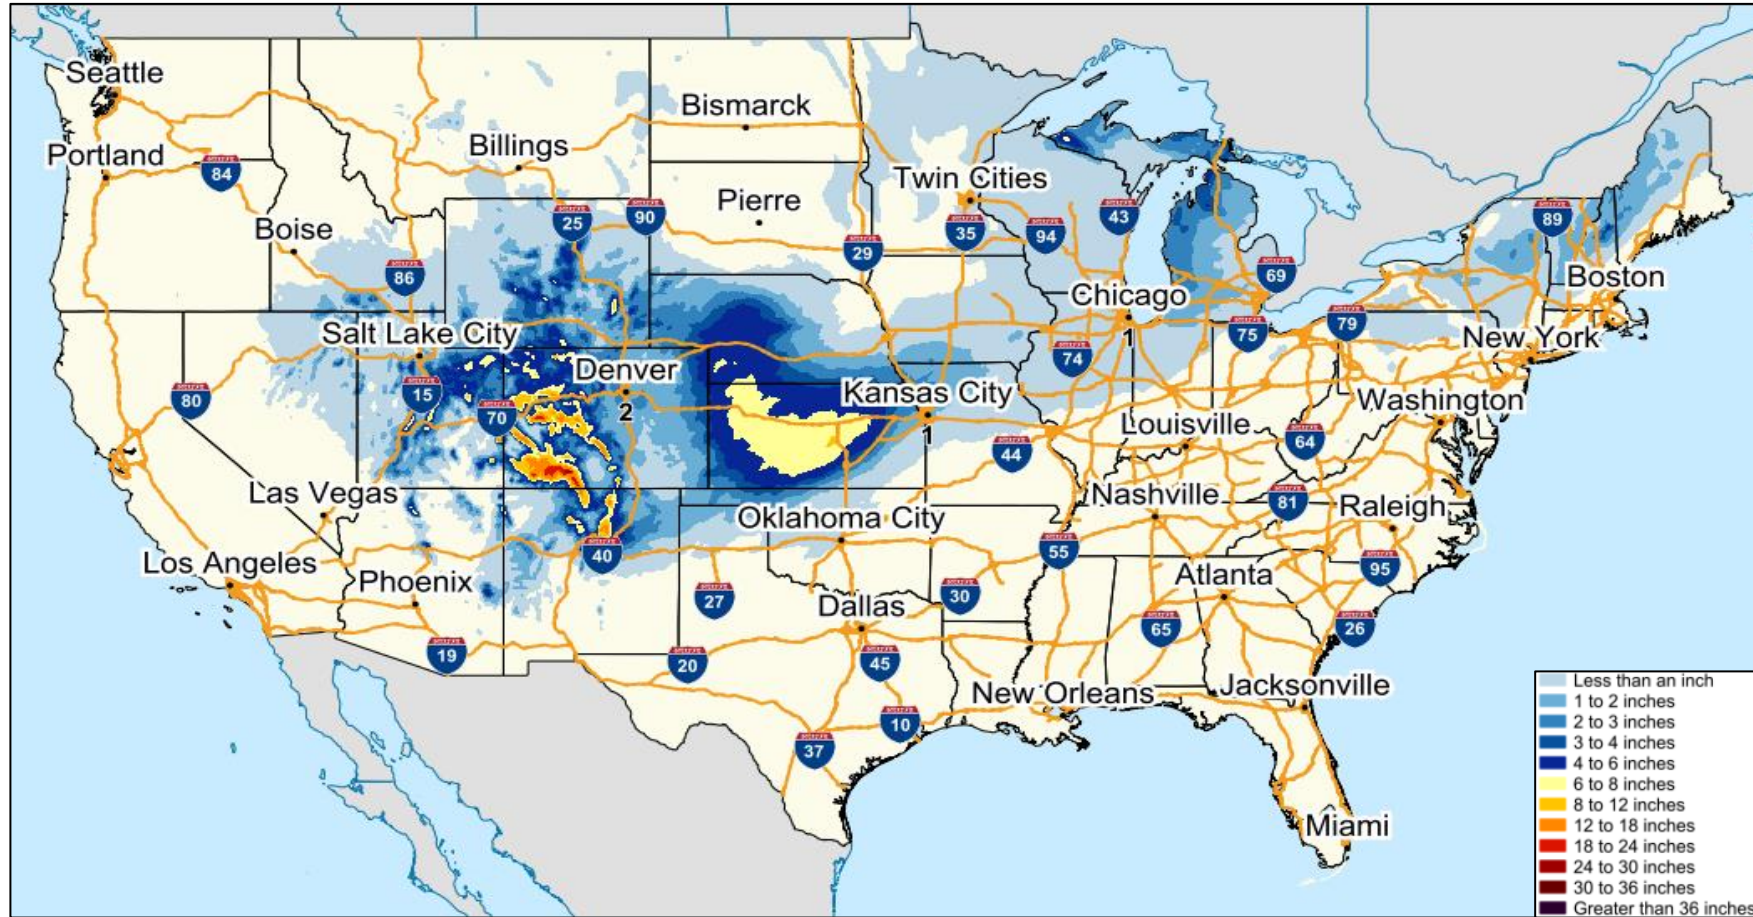 Seattle
Bismarck
Billings
Portland
84
Twin Cities
Pierre
25
90
43
Boise
35
94
89
29
86
69
Boston
Chicago
Salt Lake City
79
75
New York
1
74
Denver
Kansas City
15
80
Washington
70
2
Louisville
1
64
44
Las Vegas
Nashville
81
Raleigh
Oklahoma City
40
55
Los Angeles
Phoenix
95
Atlanta
27
30
Dallas
65
26
19
20
45
New Orleans
Jacksonville
10
37
Miami
Less than an inch
1 to 2 inches
2 to 3 inches
3 to 4 inches
4 to 6 inches
6 to 8 inches
8 to 12 inches
12 to 18 inches
18 to 24 inches
24 to 30 inches
30 to 36 inches
Greater than 36 inches